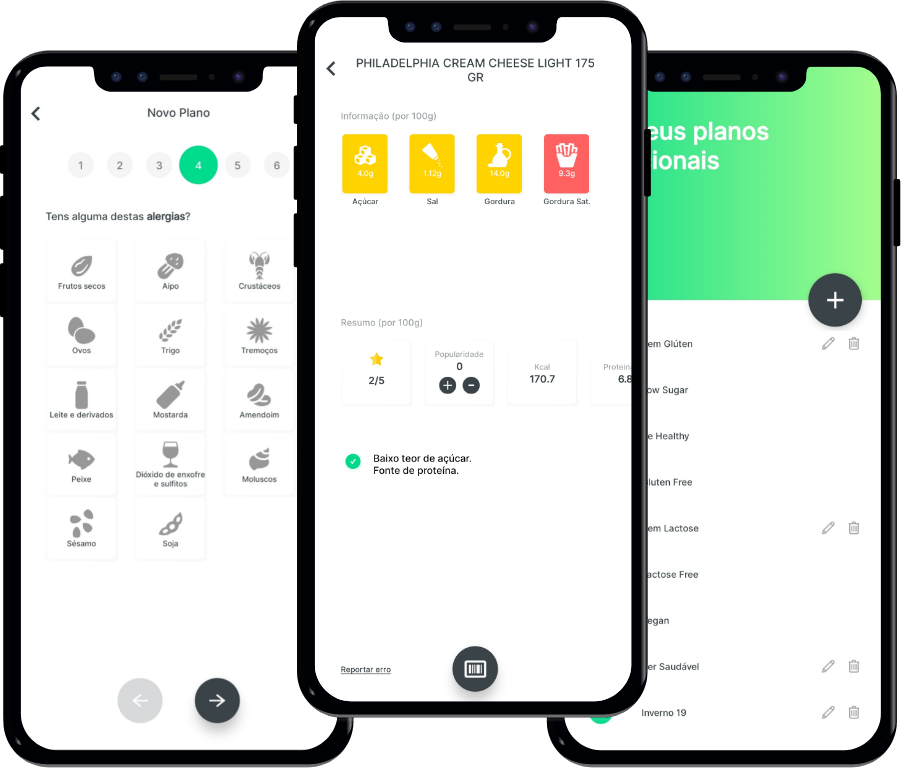 Novo Plano
1 2 3 4 5 6
Tens alguma destas alergias?
Frutos secos
Aipo
Crustáceos
Ovos
Trigo
Tremoços
Leite e derivados
Mostarda
Amendoim
Peixe
Dióxido de enxofre
e sulfitos
Moluscos
Sésamo
Soja
PHILADELPHIA CREAM CHEESE LIGHT 175
GR
Informação (por 100g)
4.0g
1.12g
14.0g
9.3g
Açúcar
Sal
Gordura
Gordura Sat.
Resumo (por 100g)
2/5
Popularidade
0
Kcal
170.7
Protein
6.8
Baixo teor de açúcar.
Fonte de proteína.
Reportar erro
eus planos
ionais
em Glúten
ow Sugar
e Healthy
luten Free
em Lactose
actose Free
egan
er Saudável
Inverno 19